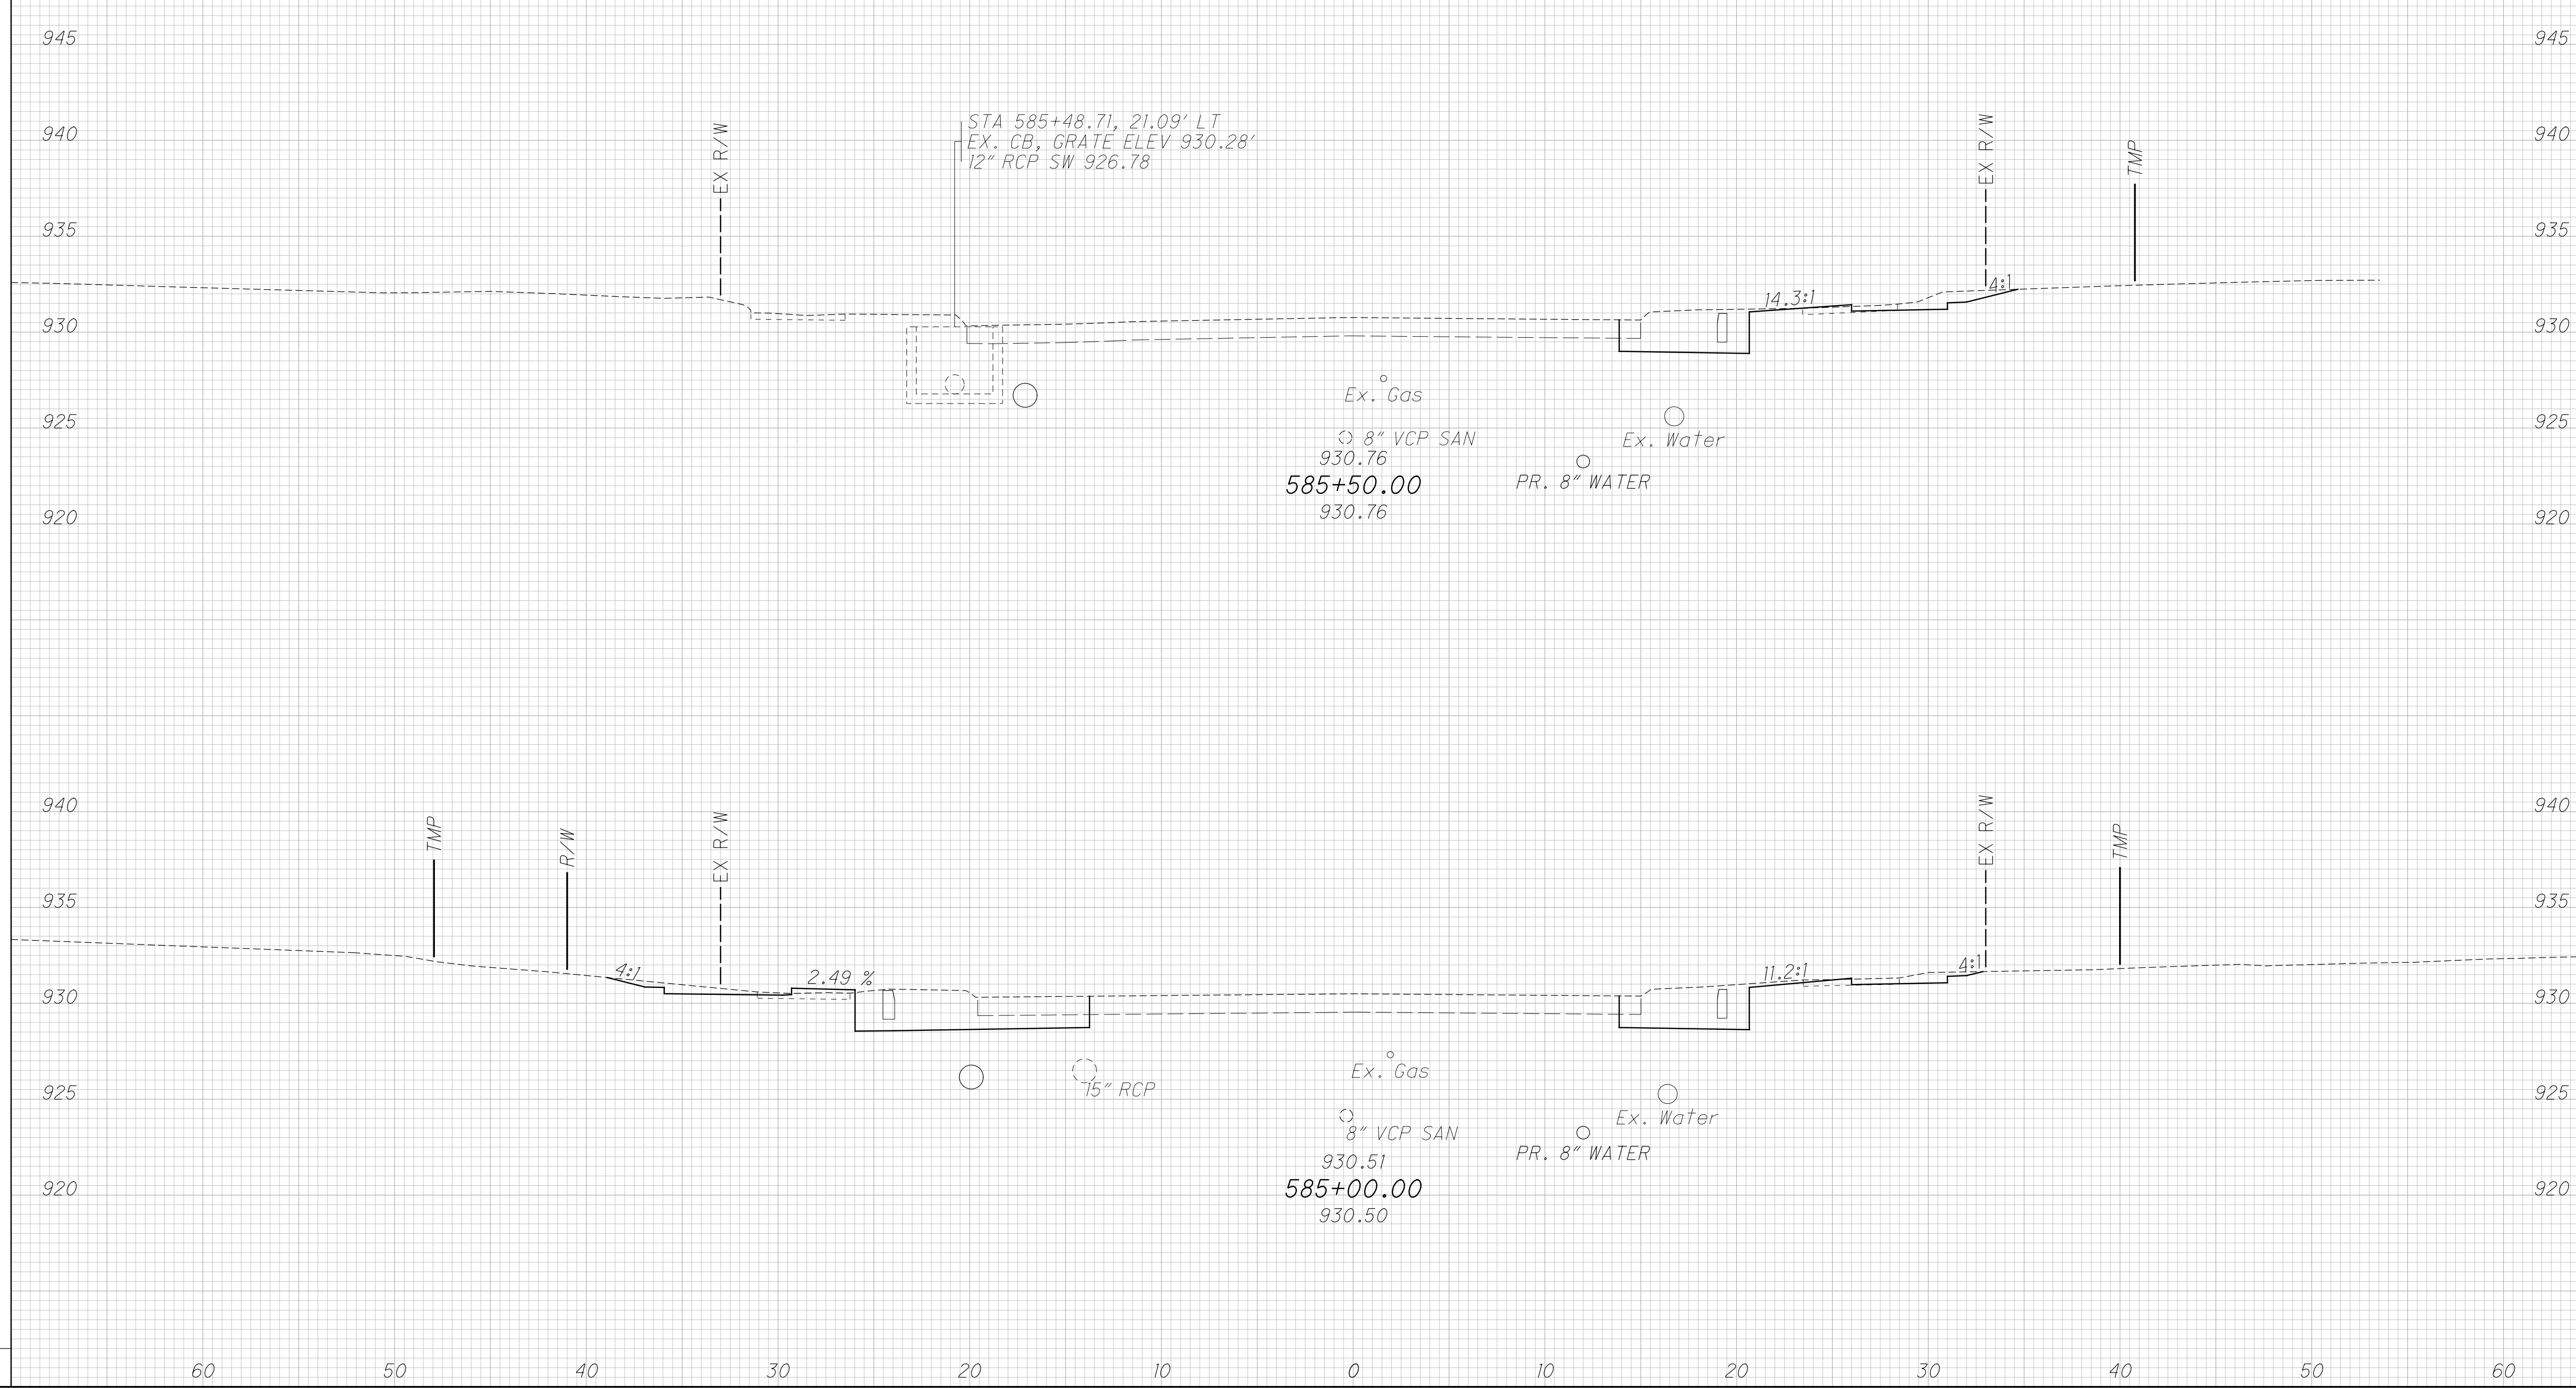 945
945
STA 585+48.71, 21.09' LT
EX. CB, GRATE ELEV 930.28'
12" RCP SW 926.78
EX R/W
EX R/W
TMP
940
940
935
935
14.3:1
4:1
930
930
Ex. Gas
925
925
8" VCP SAN
Ex. Water
930.76
585+50.00
PR. 8" WATER
930.76
920
920
940
940
TMP
R/W
EX R/W
EX R/W
TMP
935
935
4:1
2.49 %
11.2:1
4:1
930
930
Ex. Gas
15" RCP
925
925
Ex. Water
8" VCP SAN
PR. 8" WATER
930.51
585+00.00
930.50
920
920
60 50 40 30 20 10 0 10 20 30 40 50 60